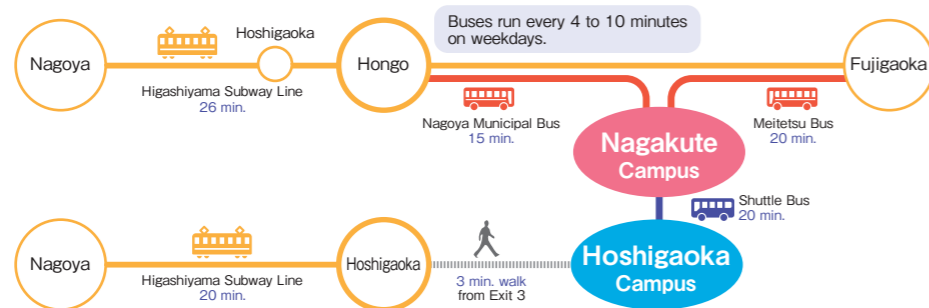 Buses run every 4 to 10 minutes
on weekdays.
Hoshigaoka
Nagoya
Hongo
Fujigaoka
Higashiyama Subway Line
26 min.
Nagoya Municipal Bus
15 min.
Meitetsu Bus
20 min.
Nagakute
Campus
Shuttle Bus
20 min.
Nagoya
Higashiyama Subway Line
20 min.
Hoshigaoka
3 min. walk
from Exit 3
Hoshigaoka
Campus